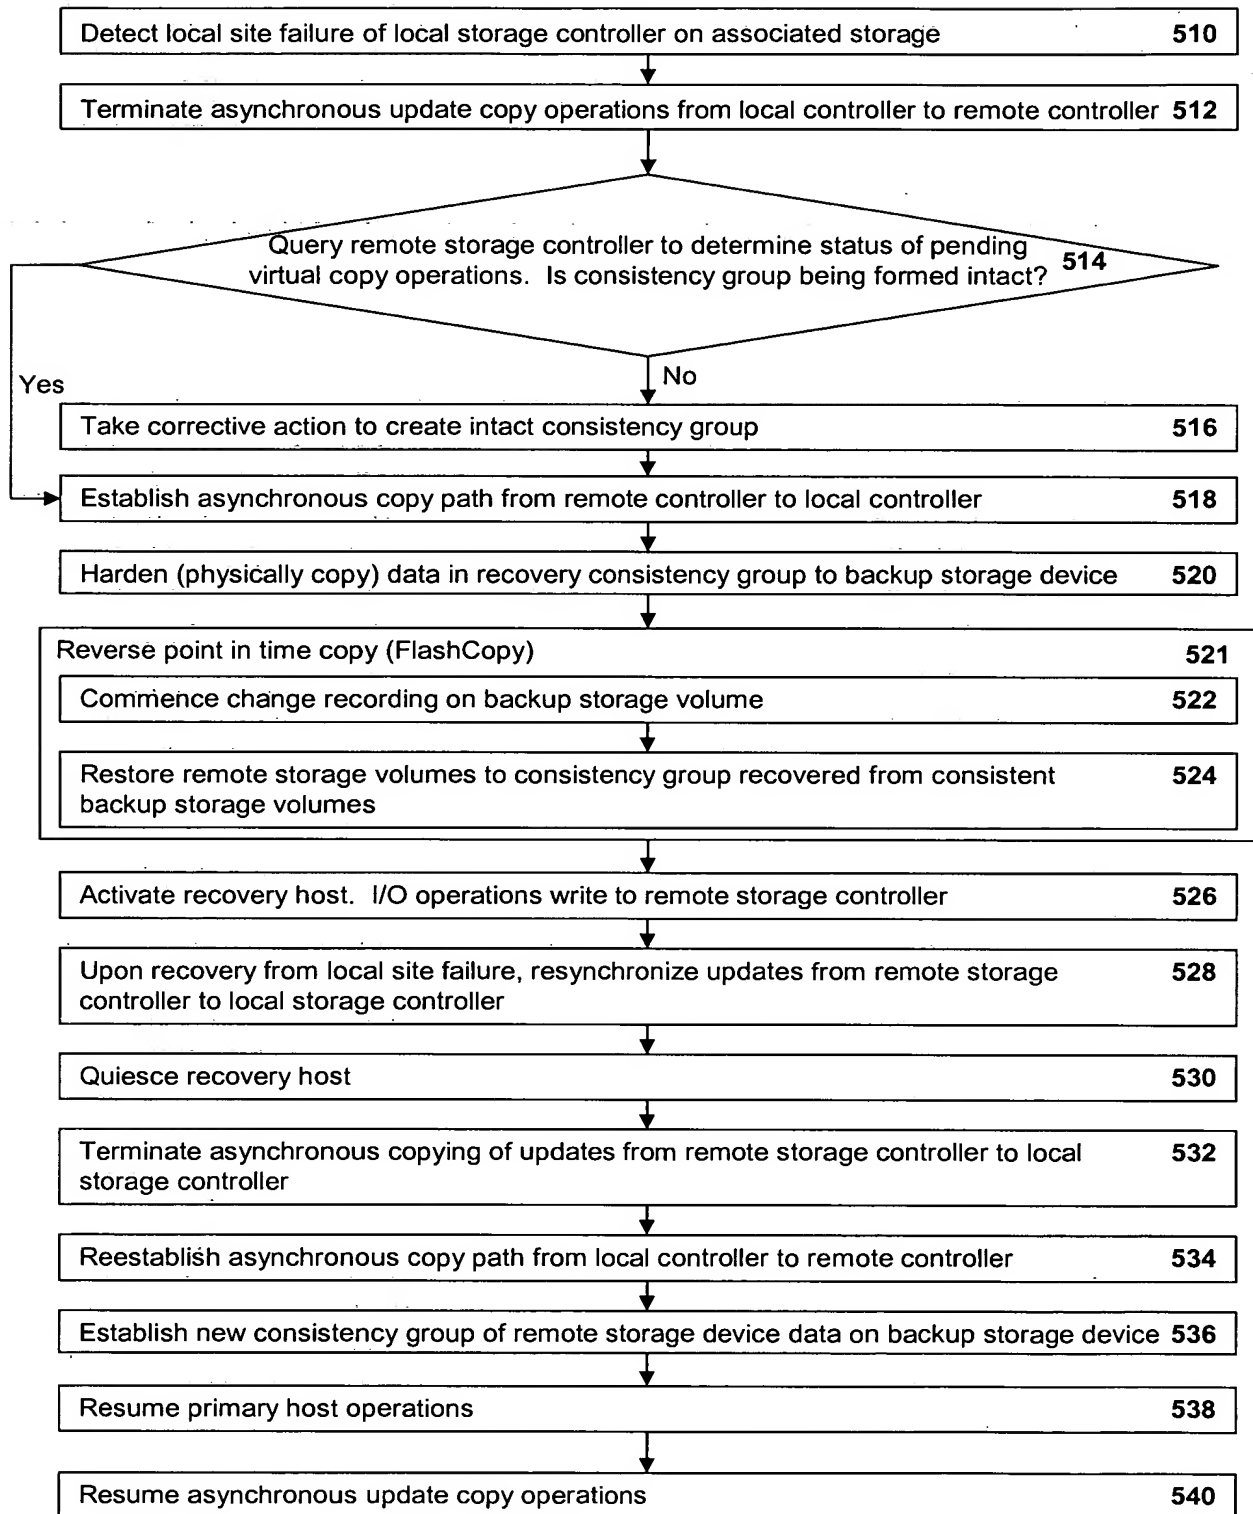 Detect local site failure of local storage controller on associated storage 510
Terminate asynchronous update copy operations from local controller to remote controller 512
Query remote storage controller to determine status of pending
virtual copy operations. Is consistency group being formed intact? 514
Yes
No
Take corrective action to create intact consistency group 516
Establish asynchronous copy path from remote controller to local controller 518
Harden (physically copy) data in recovery consistency group to backup storage device 520
Reverse point in time copy (FlashCopy) 521
Commence change recording on backup storage volume 522
Restore remote storage volumes to consistency group recovered from consistent 524
backup storage volumes
Activate recovery host. I/O operations write to remote storage controller 526
Upon recovery from local site failure, resynchronize updates from remote storage 528
controller to local storage controller
Quiesce recovery host 530
Terminate asynchronous copying of updates from remote storage controller to local 532
storage controller
Reestablish asynchronous copy path from local controller to remote controller 534
Establish new consistency group of remote storage device data on backup storage device 536
Resume primary host operations 538
Resume asynchronous update copy operations 540